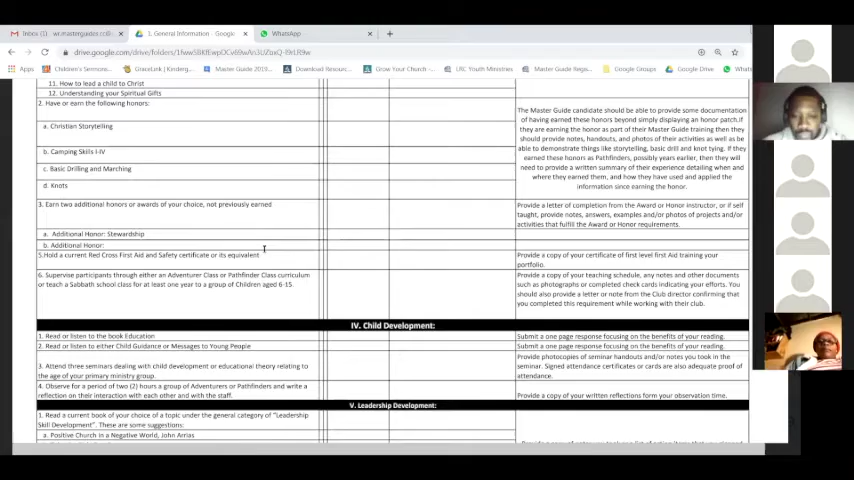 Inbox (1) - wr.masterguides.cc@
1. General Information - Google
WhatsApp
drive.google.com/drive/folders/
Apps
Children's Sermons
GraceLink | Kinderg
Master Guide 2019
Download Resourc
Grow Your Church -
URC Youth Ministries
Master Guide Regis
Google Groups
Google Drive
11. How to lead a child to Christ
12. Understanding your Spiritual Gifts
2. Have or earn the following honors:
a. Christian Storytelling
b. Camping Skills I-IV
c. Basic Drilling and Marching
d. Knots
The Master Guide candidate should be able to provide some documentation
of having earned these honors beyond simply displaying an honor patch.If
they are earning the honor as part of their Master Guide training then they
should provide notes, handouts, and photos of their activities as well as be
able to demonstrate things like storytelling, basic drill and knot tying. If they
earned these honors as Pathfinders, possibly years earlier, then they will
need to provide a written summary of their experience detailing when and
where they earned them, and how they have used and applied the
information since earning the honor.
3. Earn two additional honors or awards of your choice, not previously earned
Provide a letter of completion from the Award or Honor instructor, or if self
taught, provide notes, answers, examples and/or photos of projects and/or
activities that fulfill the Award or Honor requirements.
a. Additional Honor: Stewardship
b. Additional Honor:
5.Hold a current Red Cross First Aid and Safety certificate or its equivalent
Provide a copy of your certificate of first level first Aid training your
portfolio.
6. Supervise participants through either an Adventurer Class or Pathfinder Class curriculum
or teach a Sabbath school class for at least one year to a group of Children aged 6-15.
Provide a copy of your teaching schedule, any notes and other documents
such as photographs or completed check cards indicating your efforts. You
should also provide a letter or note from the Club director confirming that
you completed this requirement while working with their club.
IV. Child Development:
1. Read or listen to the book Education
Submit a one page response focusing on the benefits of your reading.
2. Read or listen to either Child Guidance or Messages to Young People
Submit a one page response focusing on the benefits of your reading.
3. Attend three seminars dealing with child development or educational theory relating to
the age of your primary ministry group.
Provide photocopies of seminar handouts and/or notes you took in the
seminar. Signed attendance certificates or cards are also adequate proof of
attendance.
4. Observe for a period of two (2) hours a group of Adventurers or Pathfinders and write a
reflection on their interaction with each other and with the staff.
Provide a copy of your written reflections form your observation time.
V. Leadership Development:
1. Read a current book of your choice of a topic under the general category of "Leadership
Skill Development". These are some suggestions:
a. Positive Church in a Negative World, John Arrias